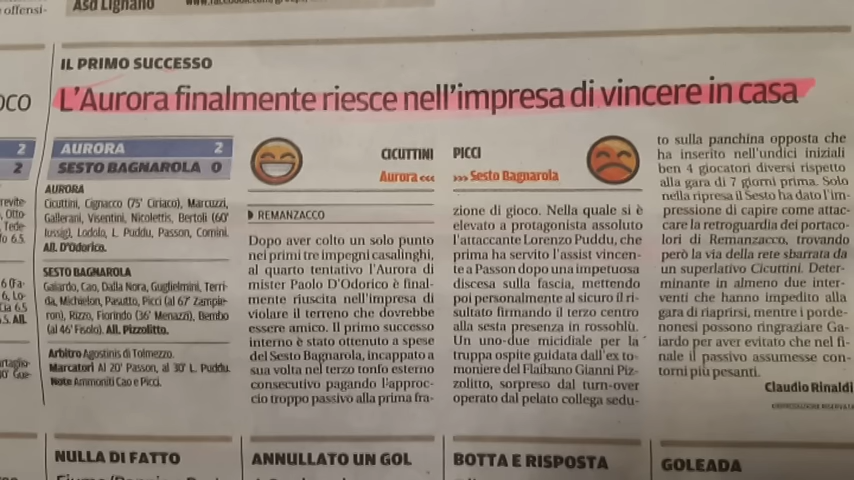 offensi-
Asd Lignano
IL PRIMO SUCCESSO
L'Aurora finalmente riesce nell'impresa di vincere in casa
OCO
2
2
AURORA 2
SESTO BAGNAROLA 0
AURORA
Cicuttini, Cignacco (75' Ciriaco), Marcuzzi,
Gallerani, Visentini, Nicolettis, Bertoli (60'
Iussig), Lodolo, L. Puddu, Passon, Comini.
All. D'Odorico.
SESTO BAGNAROLA
Gaiardo, Cao, Dalla Nora, Guglielmini, Terri-
da, Michielon, Pasutto, Picci (al 67' Zampie-
ron), Rizzo, Fiorindo (36' Menazzi), Bembo
(al 46' Fisolo). All. Pizzolitto.
Arbitro Agostinis di Tolmezzo.
Marcatori Al 20' Passon, al 30' L. Puddu.
Note Ammoniti Cao e Picci.
CICUTTINI
Aurora <<<
PICCI
>>> Sesto Bagnarola
REMANZACCO
Dopo aver colto un solo punto
nei primi tre impegni casalinghi,
al quarto tentativo l'Aurora di
mister Paolo D'Odorico è final-
mente riuscita nell'impresa di
violare il terreno che dovrebbe
essere amico. Il primo successo
interno è stato ottenuto a spese
del Sesto Bagnarola, incappato a
sua volta nel terzo tonfo esterno
consecutivo pagando l'approc-
cio troppo passivo alla prima fra-
zione di gioco. Nella quale si è
elevato a protagonista assoluto
l'attaccante Lorenzo Puddu, che
prima ha servito l'assist vincen-
te a Passon dopo una impetuosa
discesa sulla fascia, mettendo
poi personalmente al sicuro il ri-
sultato firmando il terzo centro
alla sesta presenza in rossoblù.
Un uno-due micidiale per la
truppa ospite guidata dall'ex to-
moniere del Flaibano Gianni Piz-
zolitto, sorpreso dal turn-over
operato dal pelato collega sedu-
to sulla panchina opposta che
ha inserito nell'undici iniziali
ben 4 giocatori diversi rispetto
alla gara di 7 giorni prima. Solo
nella ripresa il Sesto ha dato l'im-
pressione di capire come attac-
care la retroguardia dei portaco-
lori di Remanzacco, trovando
però la via della rete sbarrata da
un superlativo Cicuttini. Deter-
minante in almeno due inter-
venti che hanno impedito alla
gara di riaprirsi, mentre i porde-
nonesi possono ringraziare Ga-
iardo per aver evitato che nel fi-
nale il passivo assumesse con-
torni più pesanti.
Claudio Rinaldi
NULLA DI FATTO
ANNULLATO UN GOL
BOTTA E RISPOSTA
GOLEADA